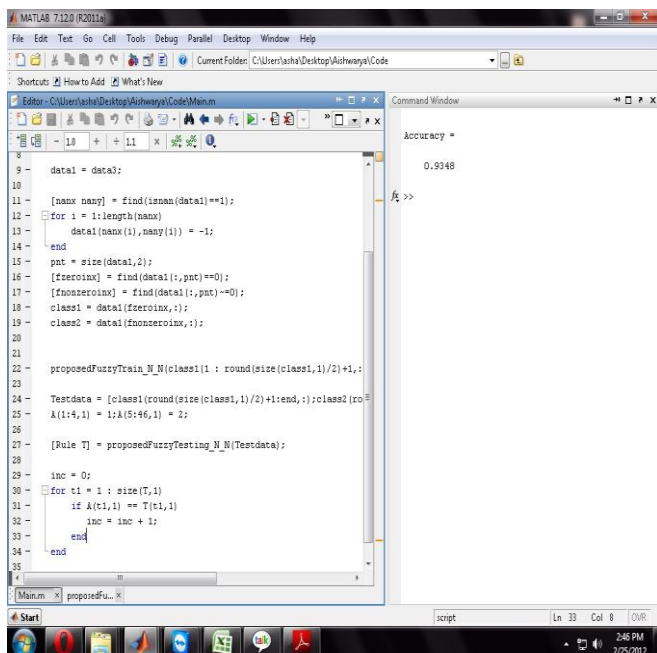 MATLAB 7.12.0 (R2011a)
File Edit Text Go Cell Tools Debug Parallel Desktop Window Help
Current Folder: C:\Users\asha\Desktop\Aishwarya\Code
Shortcuts How to Add What's New
Editor - C:\Users\asha\Desktop\Aishwarya\Code\Main.m
Command Window
- 1.0 + ÷ 1.1 ×
8
9 - data1 = data3;
10
11 - [nanx nany] = find(isnan(data1)==1);
12 - for i = 1:length(nanx)
13 - data1(nanx(i),nany(i)) = -1;
14 - end
15 - pnt = size(data1,2);
16 - [fzeroinx] = find(data1(:,pnt)==0);
17 - [fnonzeroinx] = find(data1(:,pnt)~=0);
18 - class1 = data1(fzeroinx,:);
19 - class2 = data1(fnonzeroinx,:);
20
21
22 - proposedFuzzyTrain_N_N(class1(1 : round(size(class1,1)/2)+1,:
23
24 - Testdata = [class1(round(size(class1,1)/2)+1:end,:);class2(ro
25 - A(1:4,1) = 1;A(5:46,1) = 2;
26
27 - [Rule T] = proposedFuzzyTesting_N_N(Testdata);
28
29 - inc = 0;
30 - for t1 = 1 : size(T,1)
31 - if A(t1,1) == T(t1,1)
32 - inc = inc + 1;
33 - end
34 - end
35
Accuracy =
0.9348
fx >>
Main.m × proposedFu... ×
Start
script Ln 33 Col 8 OVR
talk
2:46 PM
2/25/2012